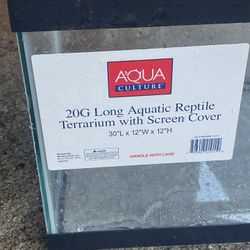 AQUA
CULTURE
20G Long Aquatic Reptile
Terrarium with Screen Cover
30"L x 12"W x 12"H
HANDLE WITH CARE